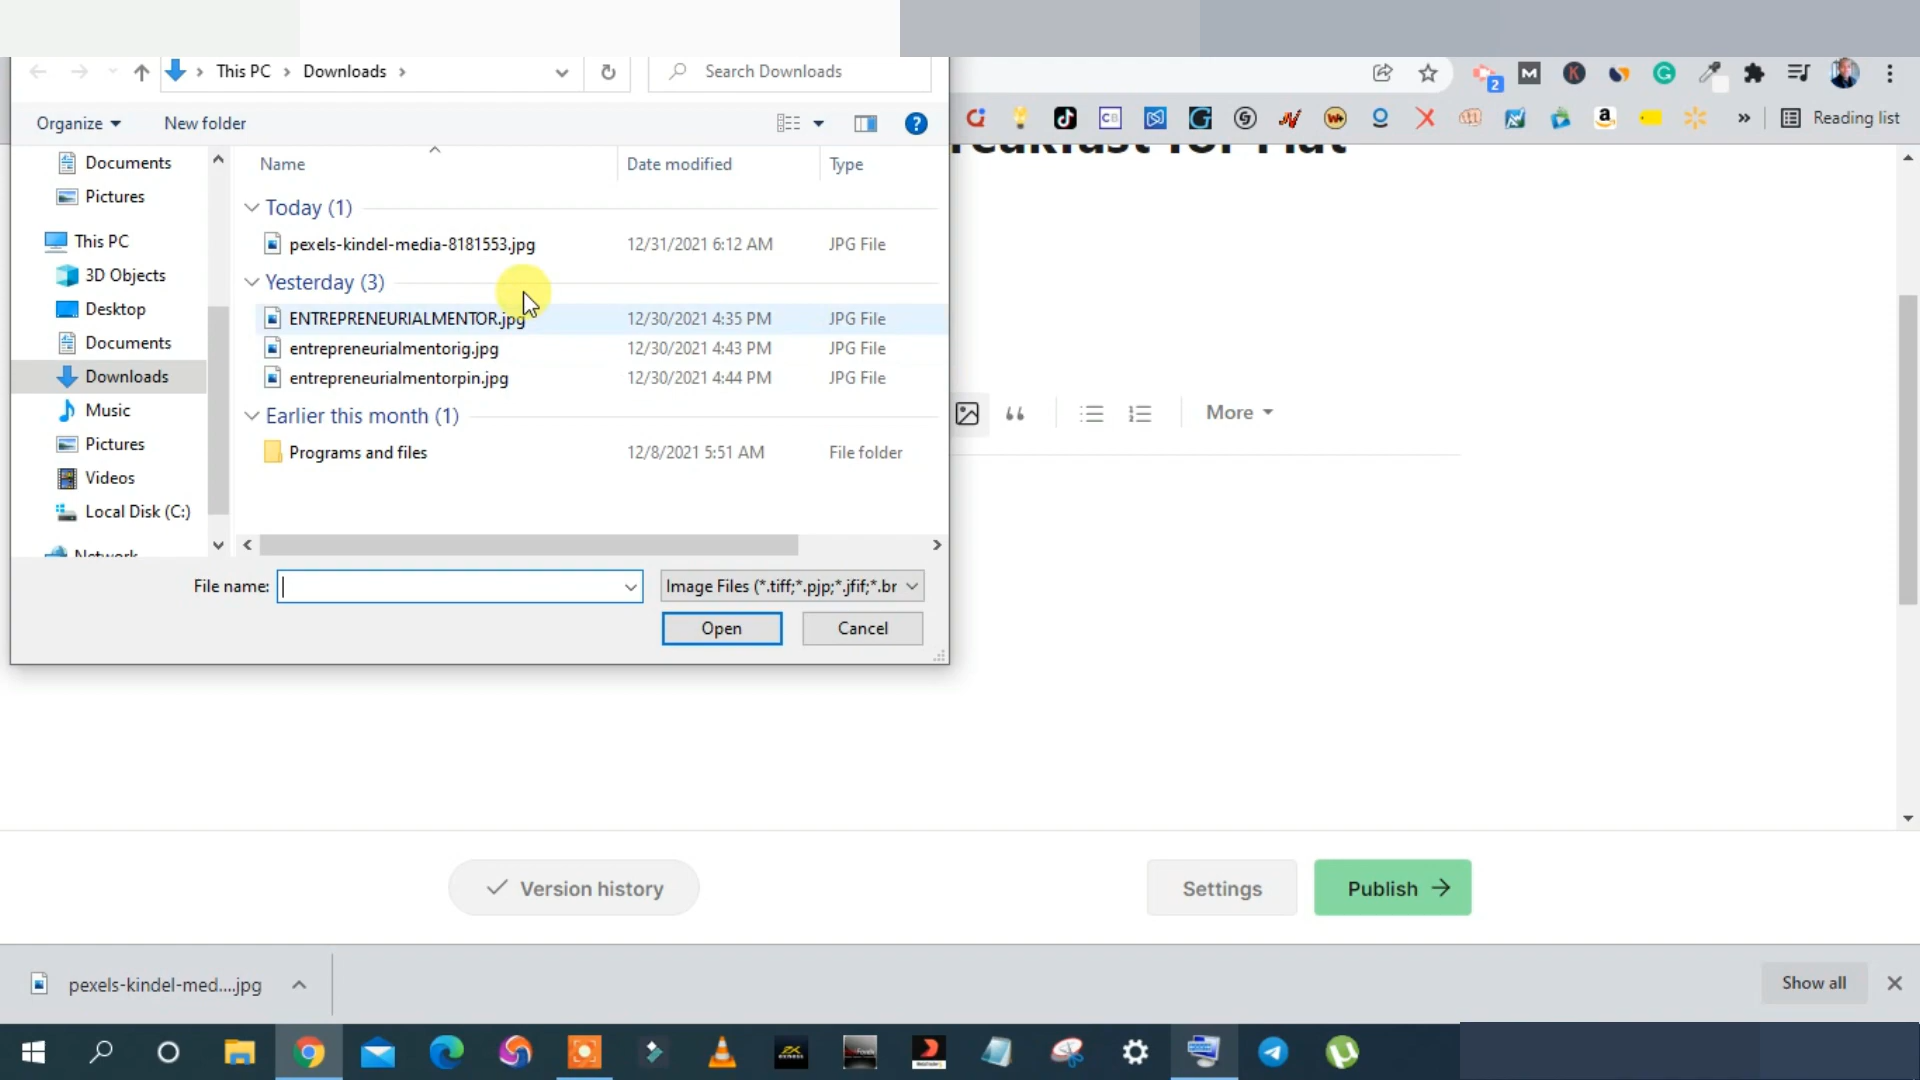 This PC > Downloads >
Search Downloads
Organize
New folder
2
Reading list
Documents
Pictures
This PC
3D Objects
Desktop
Documents
Downloads
Music
Pictures
Videos
Local Disk (C:)
Network
Name
Date modified
Type
Today (1)
pexels-kindel-media-8181553.jpg
12/31/2021 6:12 AM
JPG File
Yesterday (3)
ENTREPRENEURIALMENTOR.jpg
12/30/2021 4:35 PM
JPG File
entrepreneurialmentorig.jpg
12/30/2021 4:43 PM
JPG File
entrepreneurialmentorpin.jpg
12/30/2021 4:44 PM
JPG File
Earlier this month (1)
Programs and files
12/8/2021 5:51 AM
File folder
for
More
File name:
Image Files (*.tiff;*.pjp;*.jfif;*.br
Open
Cancel
Version history
Settings
Publish
pexels-kindel-med....jpg
Show all